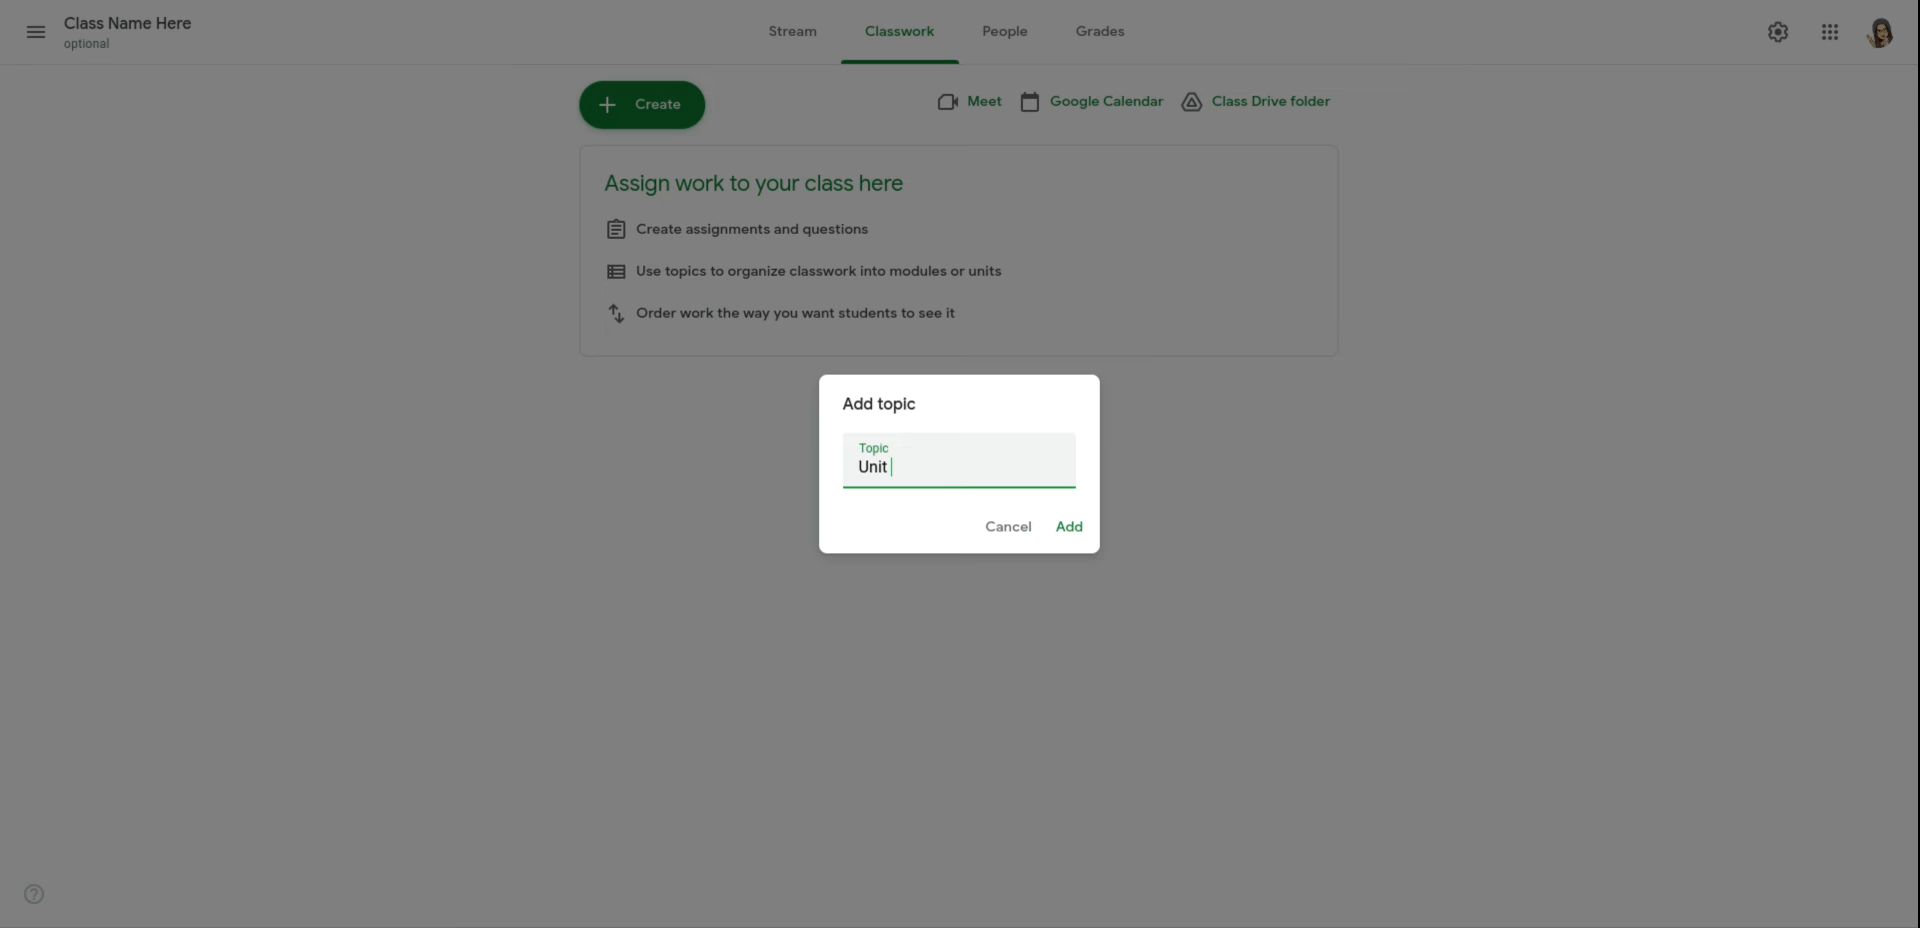 Class Name Here
optional
Stream Classwork People Grades
Create
Meet Google Calendar Class Drive folder
Assign work to your class here
Create assignments and questions
Use topics to organize classwork into modules or units
Order work the way you want students to see it
Add topic
Topic
Unit
Cancel Add